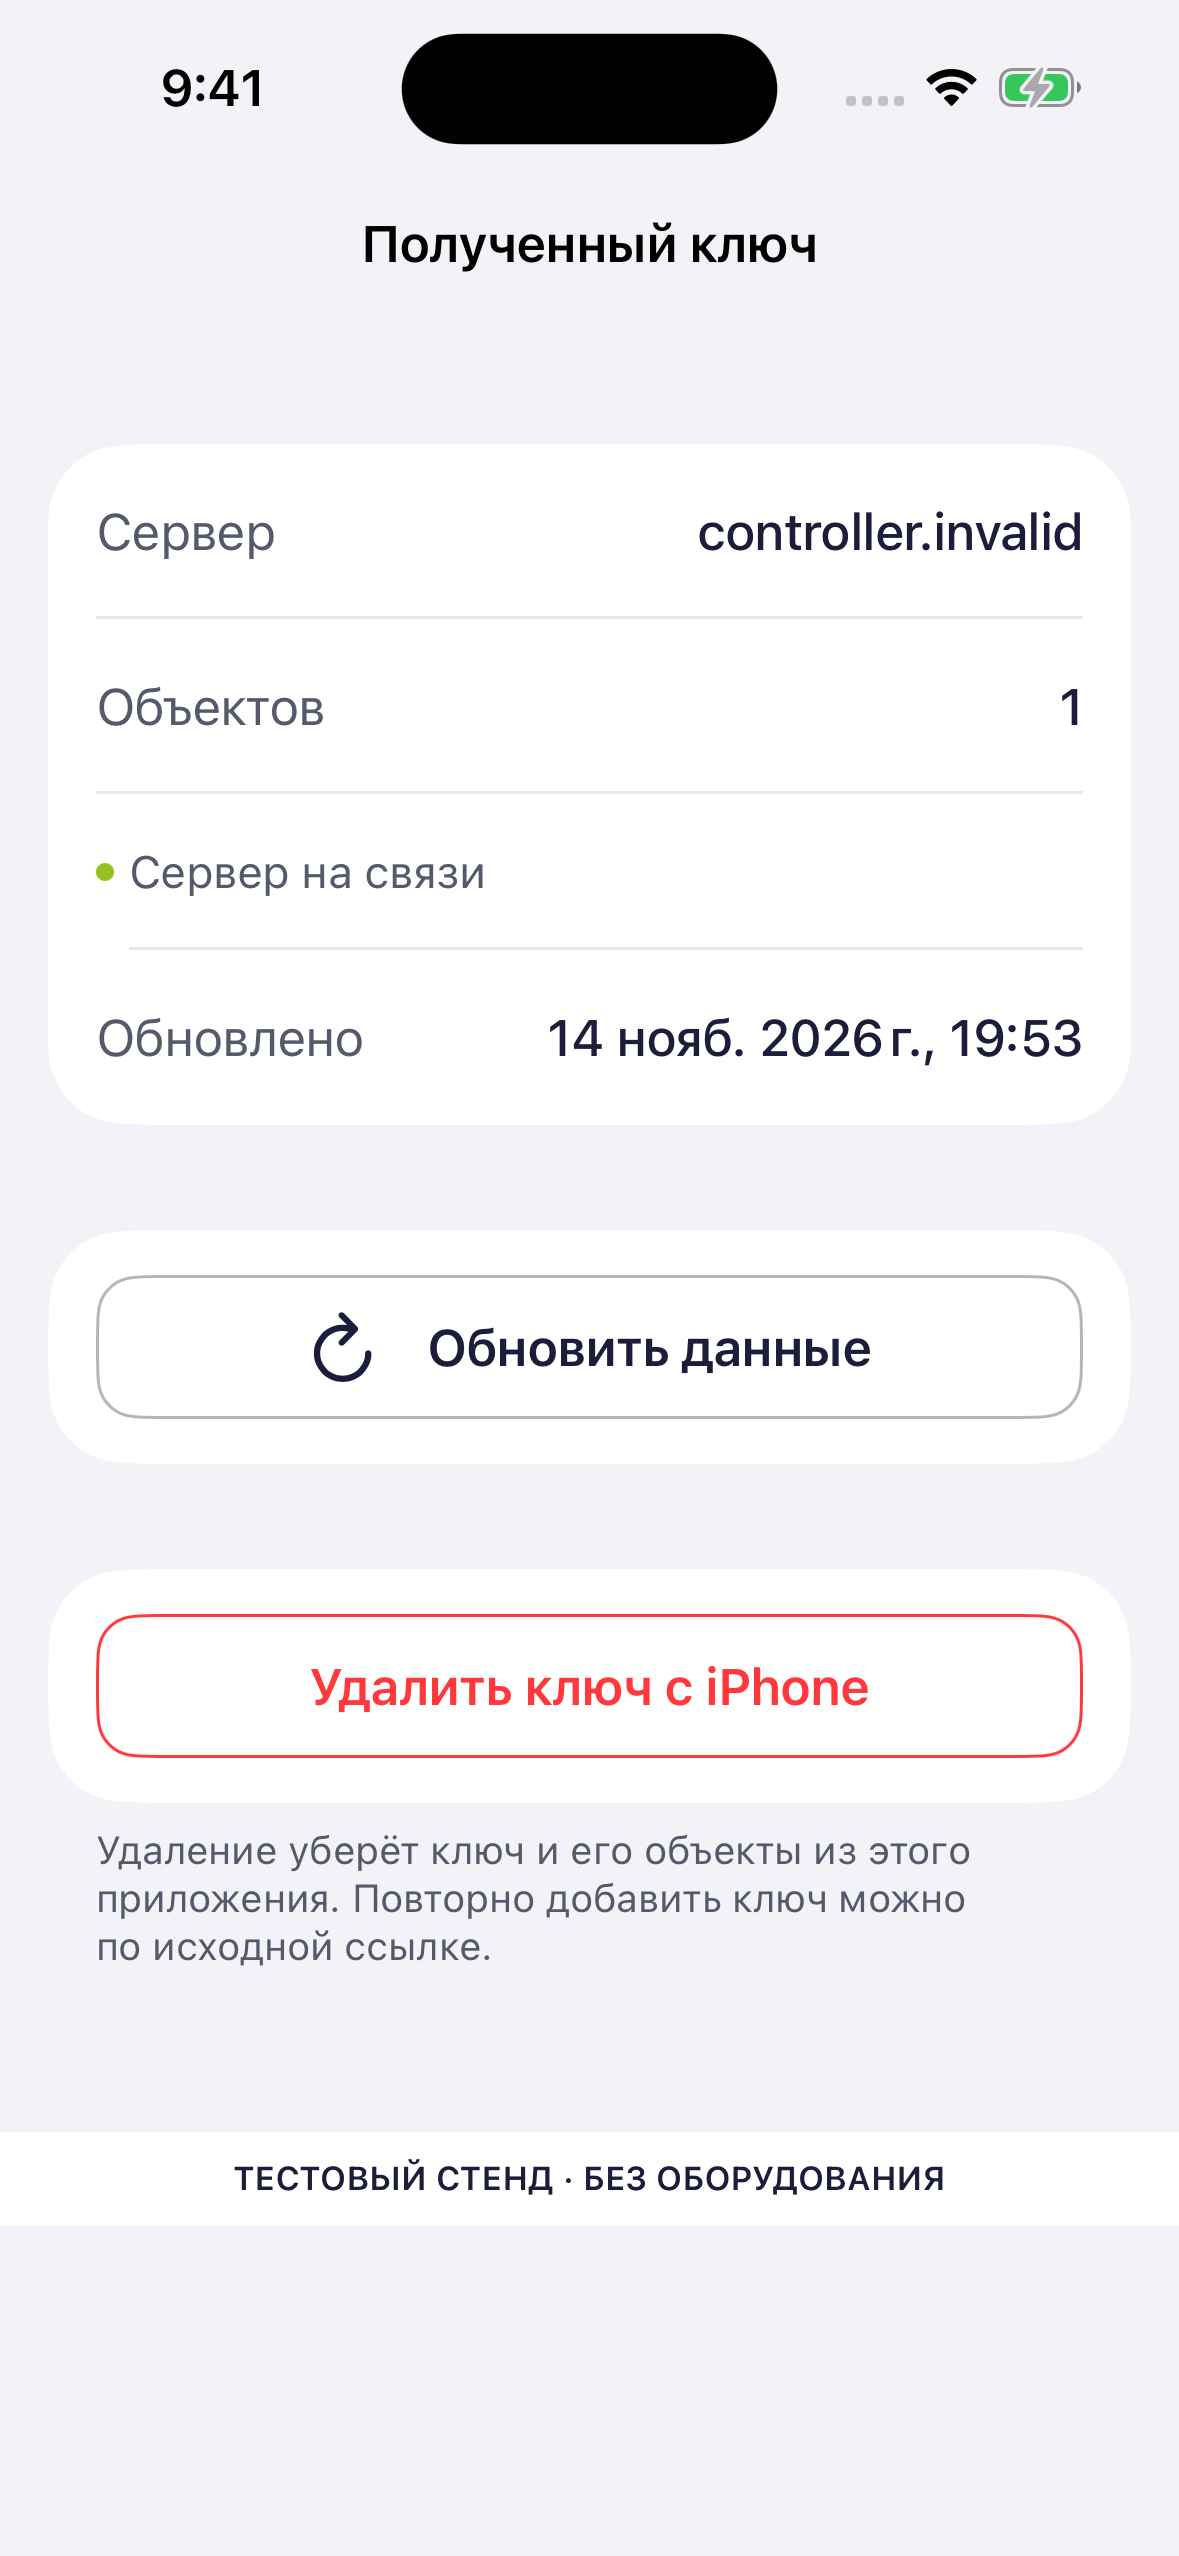 9:41
Полученный ключ
Сервер controller.invalid
Объектов 1
Сервер на связи
Обновлено 14 нояб. 2026 г., 19:53
Обновить данные
Удалить ключ с iPhone
Удаление уберёт ключ и его объекты из этого
приложения. Повторно добавить ключ можно
по исходной ссылке.
ТЕСТОВЫЙ СТЕНД · БЕЗ ОБОРУДОВАНИЯ